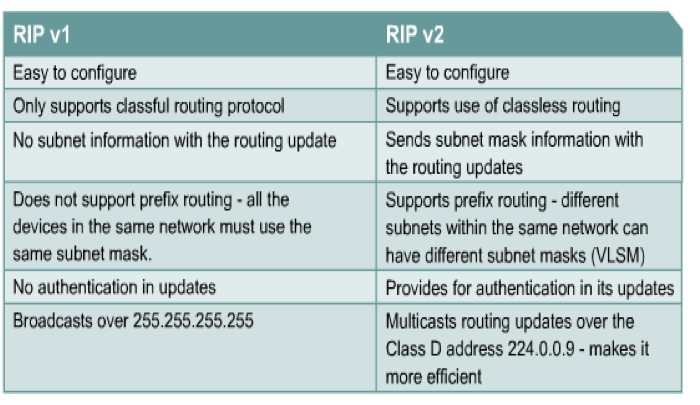 RIP v1
RIP v2
Easy to configure
Easy to configure
Only supports classful routing protocol
Supports use of classless routing
No subnet information with the routing update
Sends subnet mask information with
the routing updates
Does not support prefix routing - all the
devices in the same network must use the
same subnet mask.
Supports prefix routing - different
subnets within the same network can
have different subnet masks (VLSM)
No authentication in updates
Provides for authentication in its updates
Broadcasts over 255.255.255.255
Multicasts routing updates over the
Class D address 224.0.0.9 - makes it
more efficient